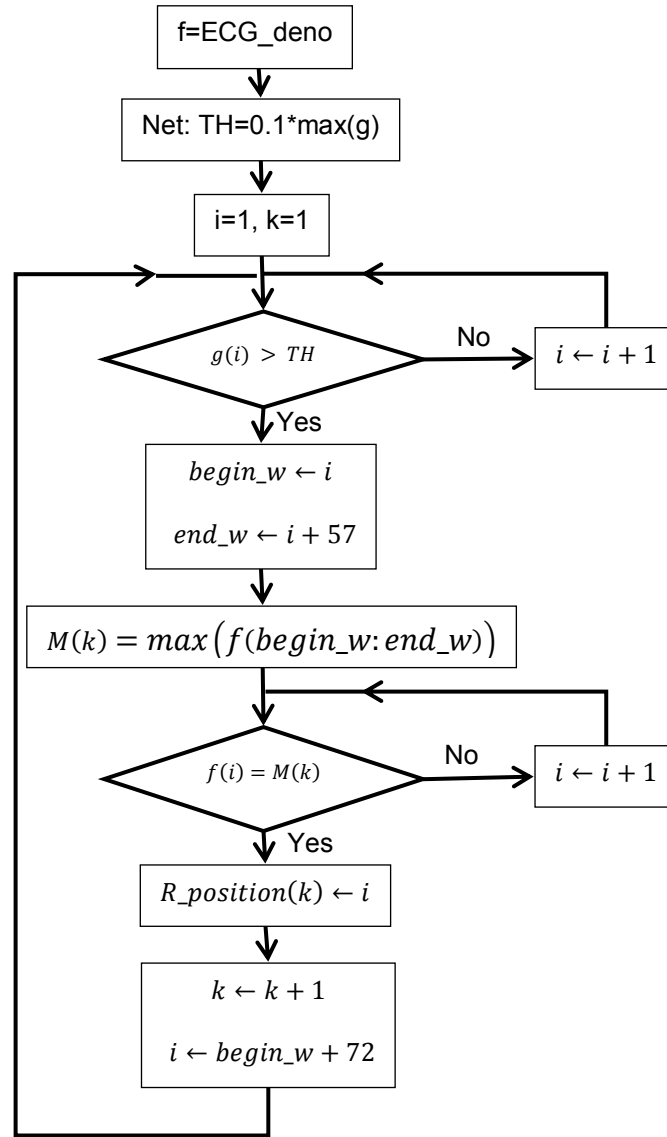 f=ECG_deno
Net: TH=0.1*max(g)
i=1, k=1
g(i) > TH
No
i ← i + 1
Yes
begin_w ← i
end_w ← i + 57
M(k) = max(f(begin_w: end_w))
f(i) = M(k)
No
i ← i + 1
Yes
R_position(k) ← i
k ← k + 1
i ← begin_w + 72